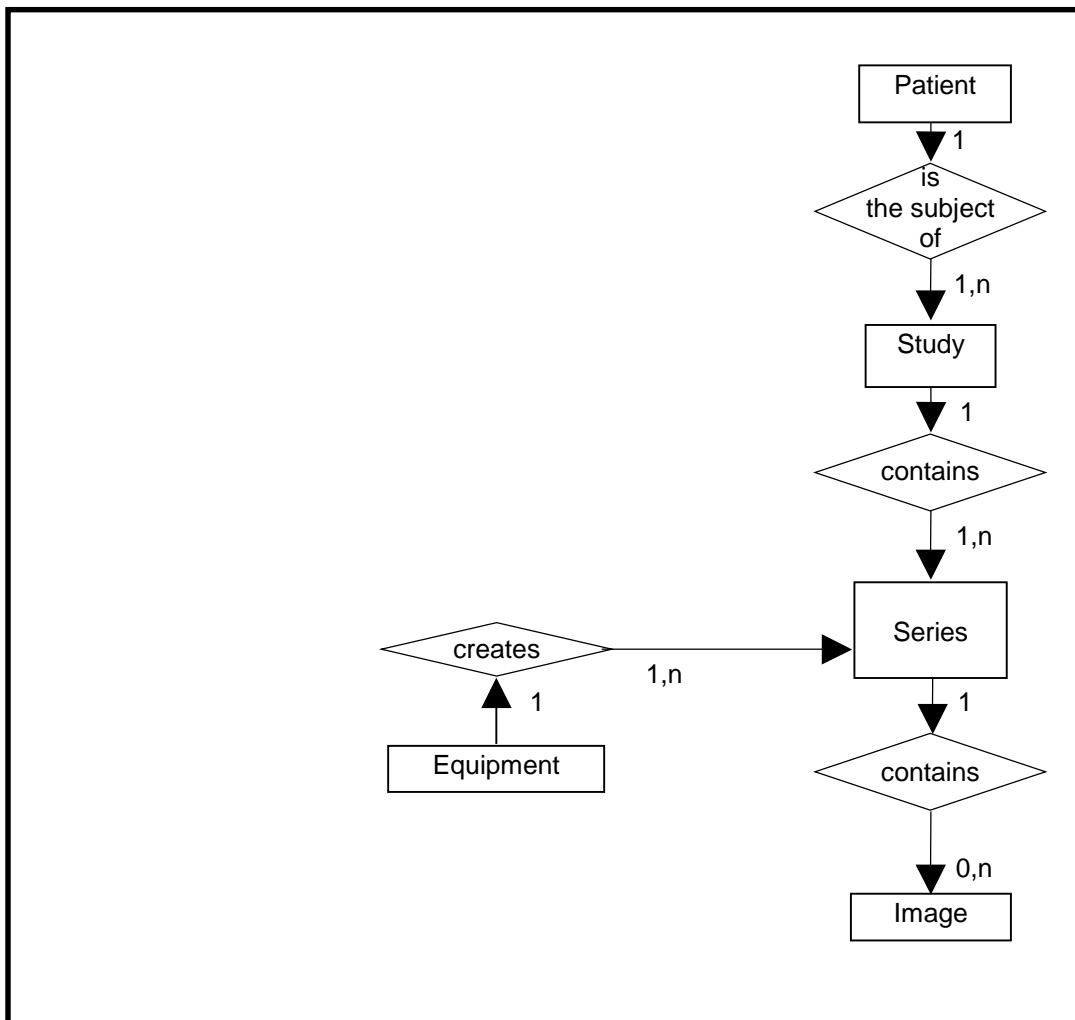 Patient
1
is
the subject
of
1,n
Study
1
contains
1,n
Series
creates
1,n
1
1
Equipment
contains
0,n
Image